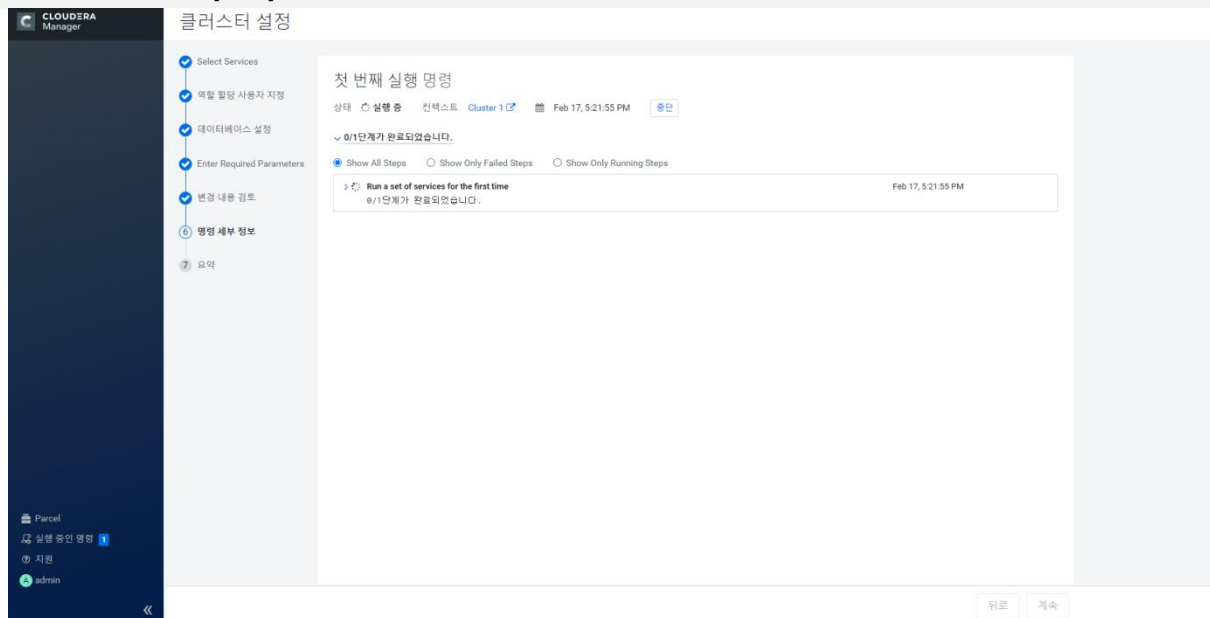 CLOUDERA
Manager
클러스터 설정
Select Services
역할 할당 사용자 지정
데이터베이스 설정
Enter Required Parameters
변경 내용 검토
6 명령 세부 정보
7 요약
첫 번째 실행 명령
상태 실행 중 컨텍스트 Cluster 1 Feb 17, 5:21:55 PM 중단
0/1단계가 완료되었습니다.
Show All Steps Show Only Failed Steps Show Only Running Steps
Run a set of services for the first time Feb 17, 5:21:55 PM
0/1단계가 완료되었습니다.
Parcel
실행 중인 명령 1
지원
A admin
뒤로 계속